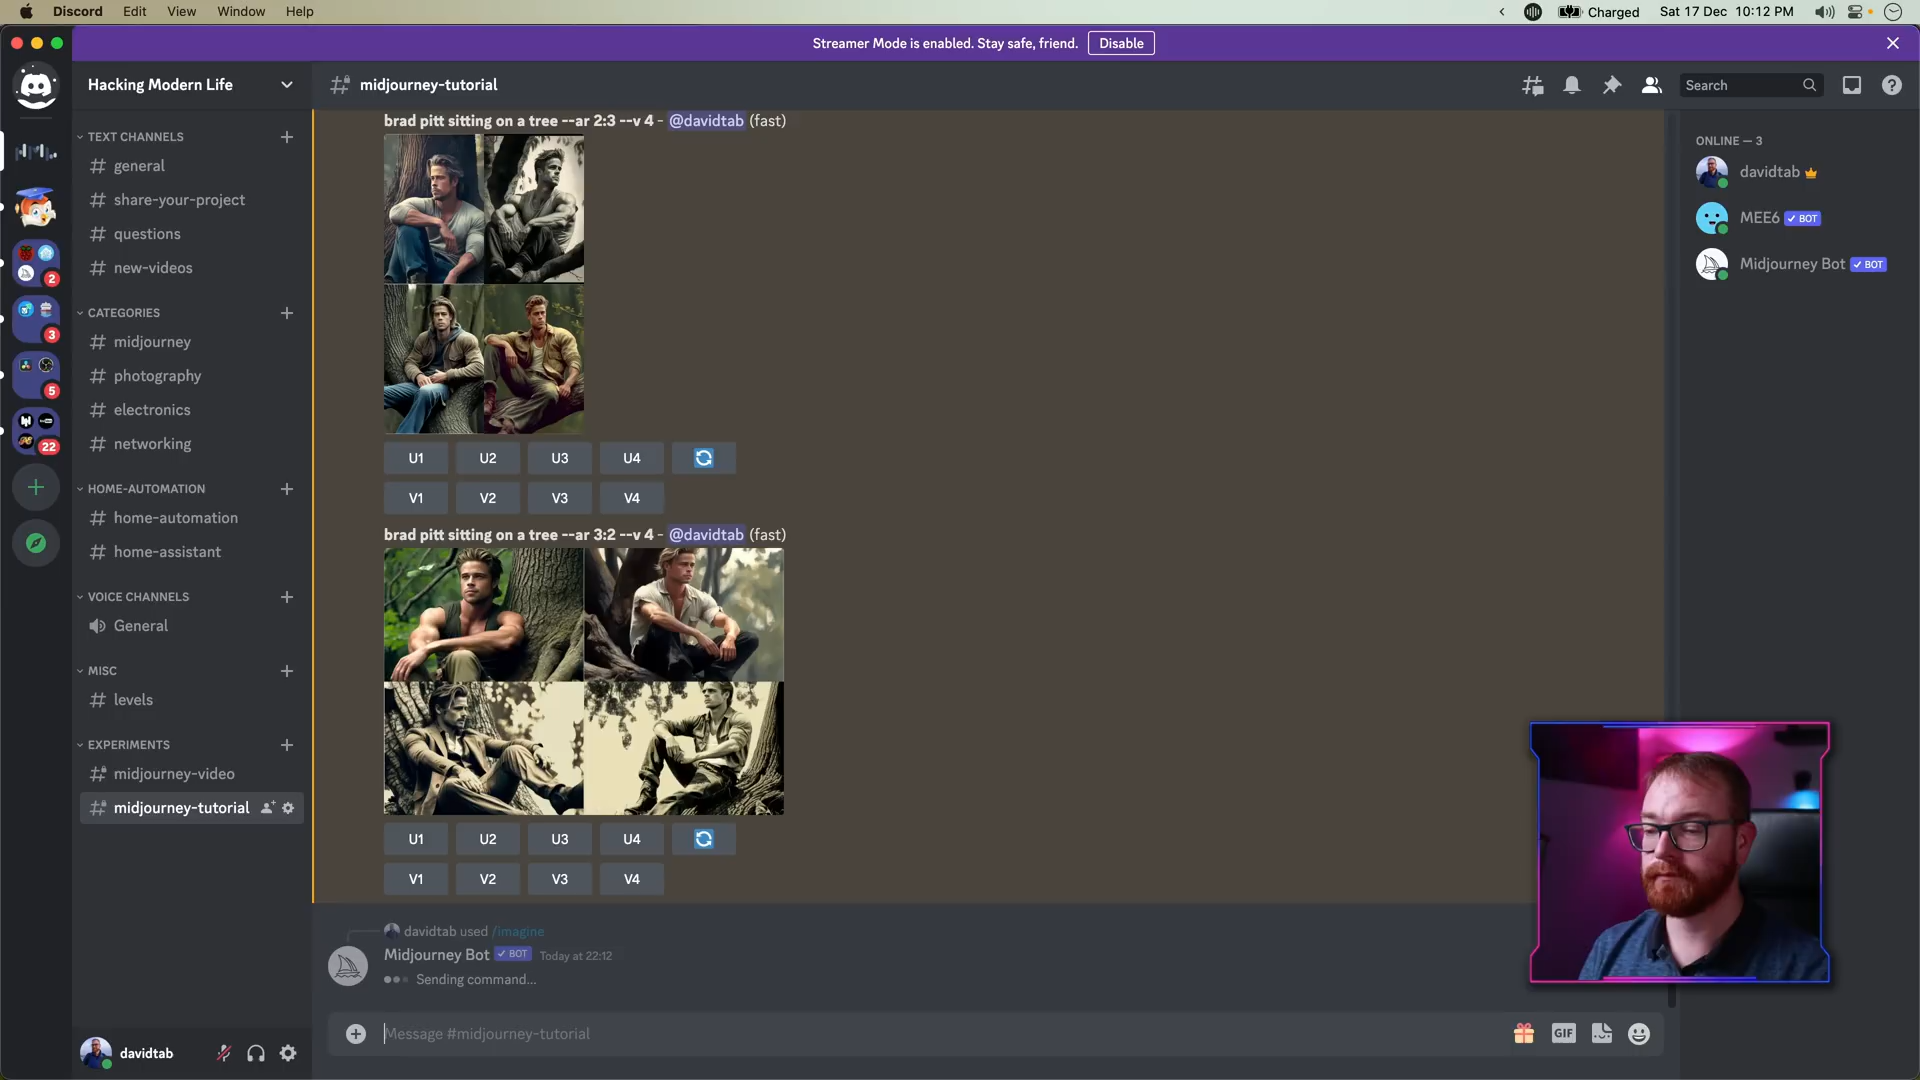 Discord Edit View Window Help
Charged Sat 17 Dec 10:12 PM
Streamer Mode is enabled. Stay safe, friend. Disable
Hacking Modern Life
midjourney-tutorial
Search
TEXT CHANNELS
general
share-your-project
questions
new-videos
CATEGORIES
midjourney
photography
electronics
networking
HOME-AUTOMATION
home-automation
home-assistant
VOICE CHANNELS
General
MISC
levels
EXPERIMENTS
midjourney-video
midjourney-tutorial
2
3
5
22
davidtab
brad pitt sitting on a tree --ar 2:3 --v 4 - @davidtab (fast)
U1 U2 U3 U4
V1 V2 V3 V4
brad pitt sitting on a tree --ar 3:2 --v 4 - @davidtab (fast)
U1 U2 U3 U4
V1 V2 V3 V4
davidtab used /imagine
Midjourney Bot BOT Today at 22:12
Sending command...
Message #midjourney-tutorial
GIF
ONLINE — 3
davidtab
MEE6 BOT
Midjourney Bot BOT